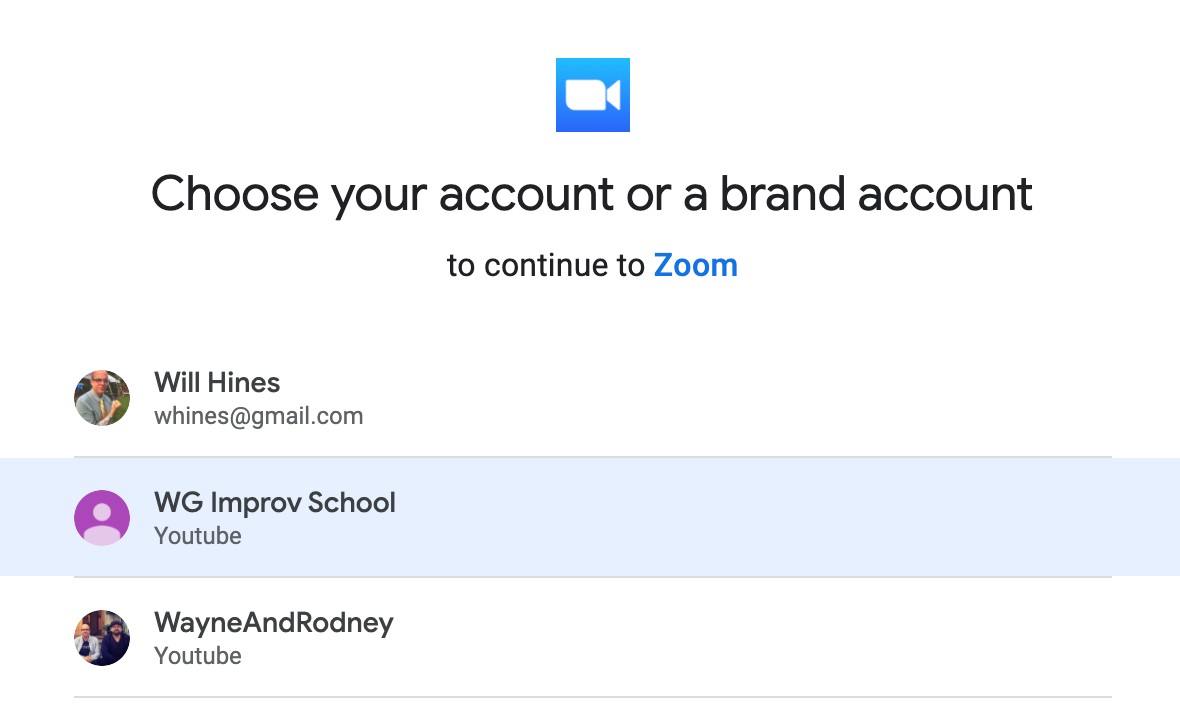 Choose your account or a brand account
to continue to Zoom
Will Hines
whines@gmail.com
WG Improv School
Youtube
WayneAndRodney
Youtube